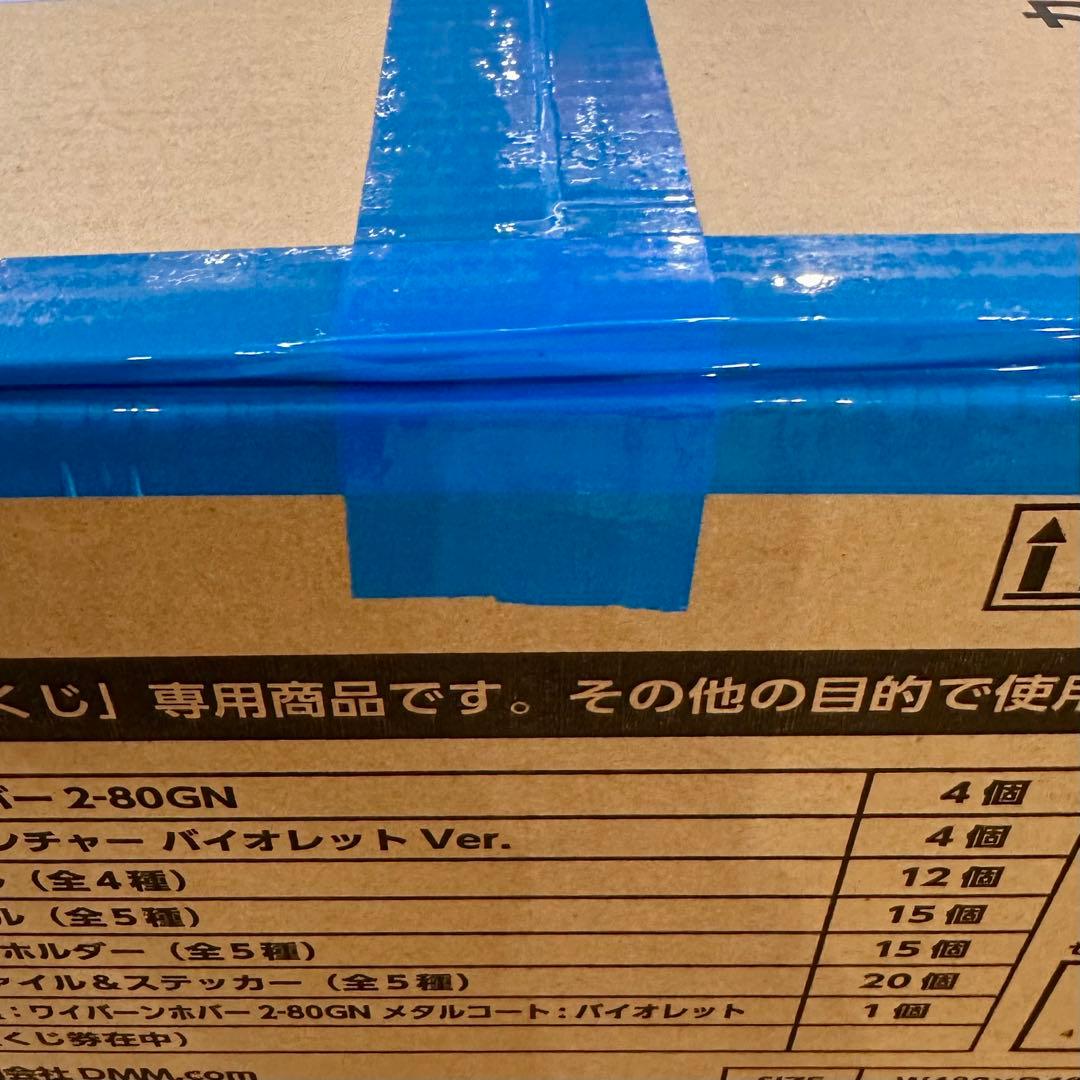 カ
くじ」専用商品です。その他の目的で使用
バー 2-80GN 4個
ンチャー バイオレット Ver. 4個
（全4種） 12個
ル（全5種） 15個
ホルダー（全5種） 15個
ァイル＆ステッカー（全5種） 20個
：ワイバーンホバー 2-80GN メタルコート：バイオレット 1個
くじ券在中）
会社 DMM.com
SIZE